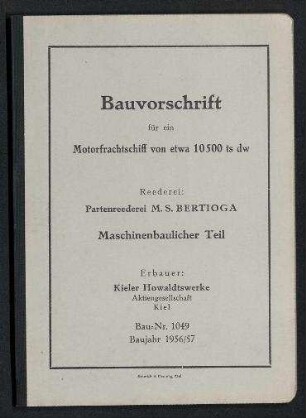 Bauvorschrift
für ein
Motorfrachtschiff von etwa 10500 ts dw
Reederei:
Partenreederei M. S. BERTIOGA
Maschinenbaulicher Teil
Erbauer:
Kieler Howaldtswerke
Aktiengesellschaft
Kiel
Bau-Nr. 1049
Baujahr 1956/57